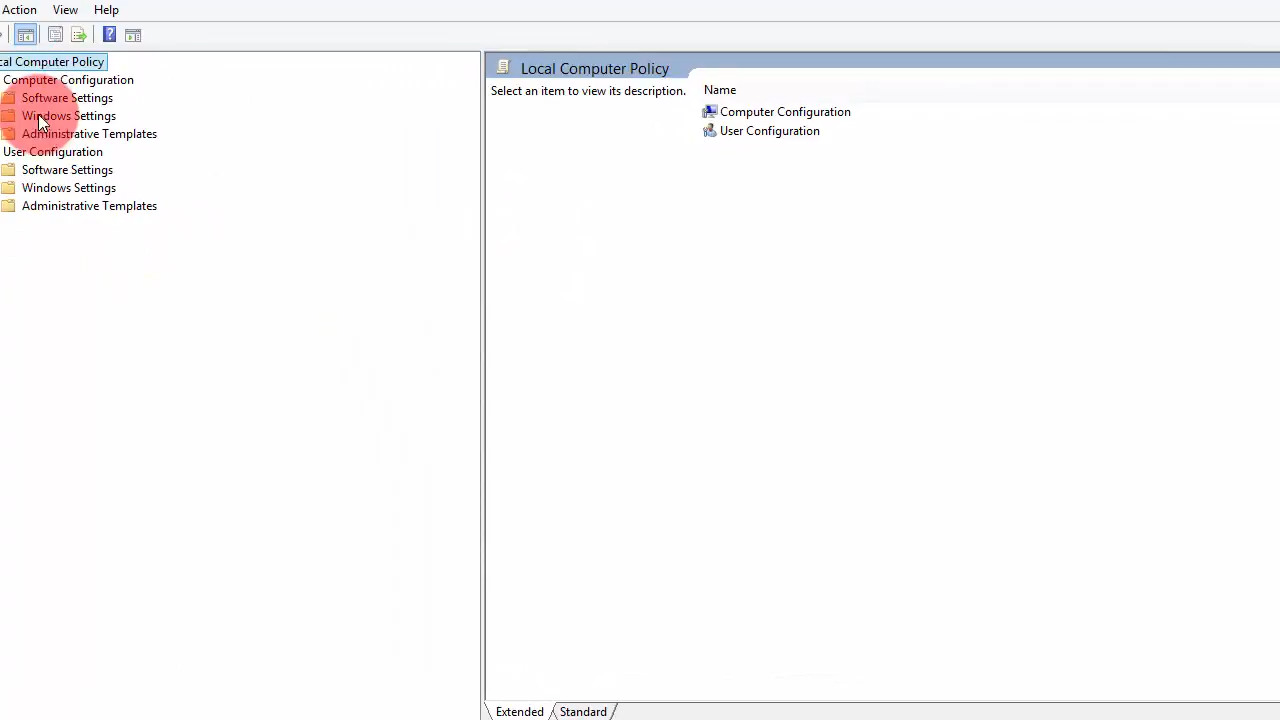 Action View Help
cal Computer Policy
Computer Configuration
Software Settings
Windows Settings
Administrative Templates
User Configuration
Software Settings
Windows Settings
Administrative Templates
Local Computer Policy
Select an item to view its description.
Name
Computer Configuration
User Configuration
Extended Standard